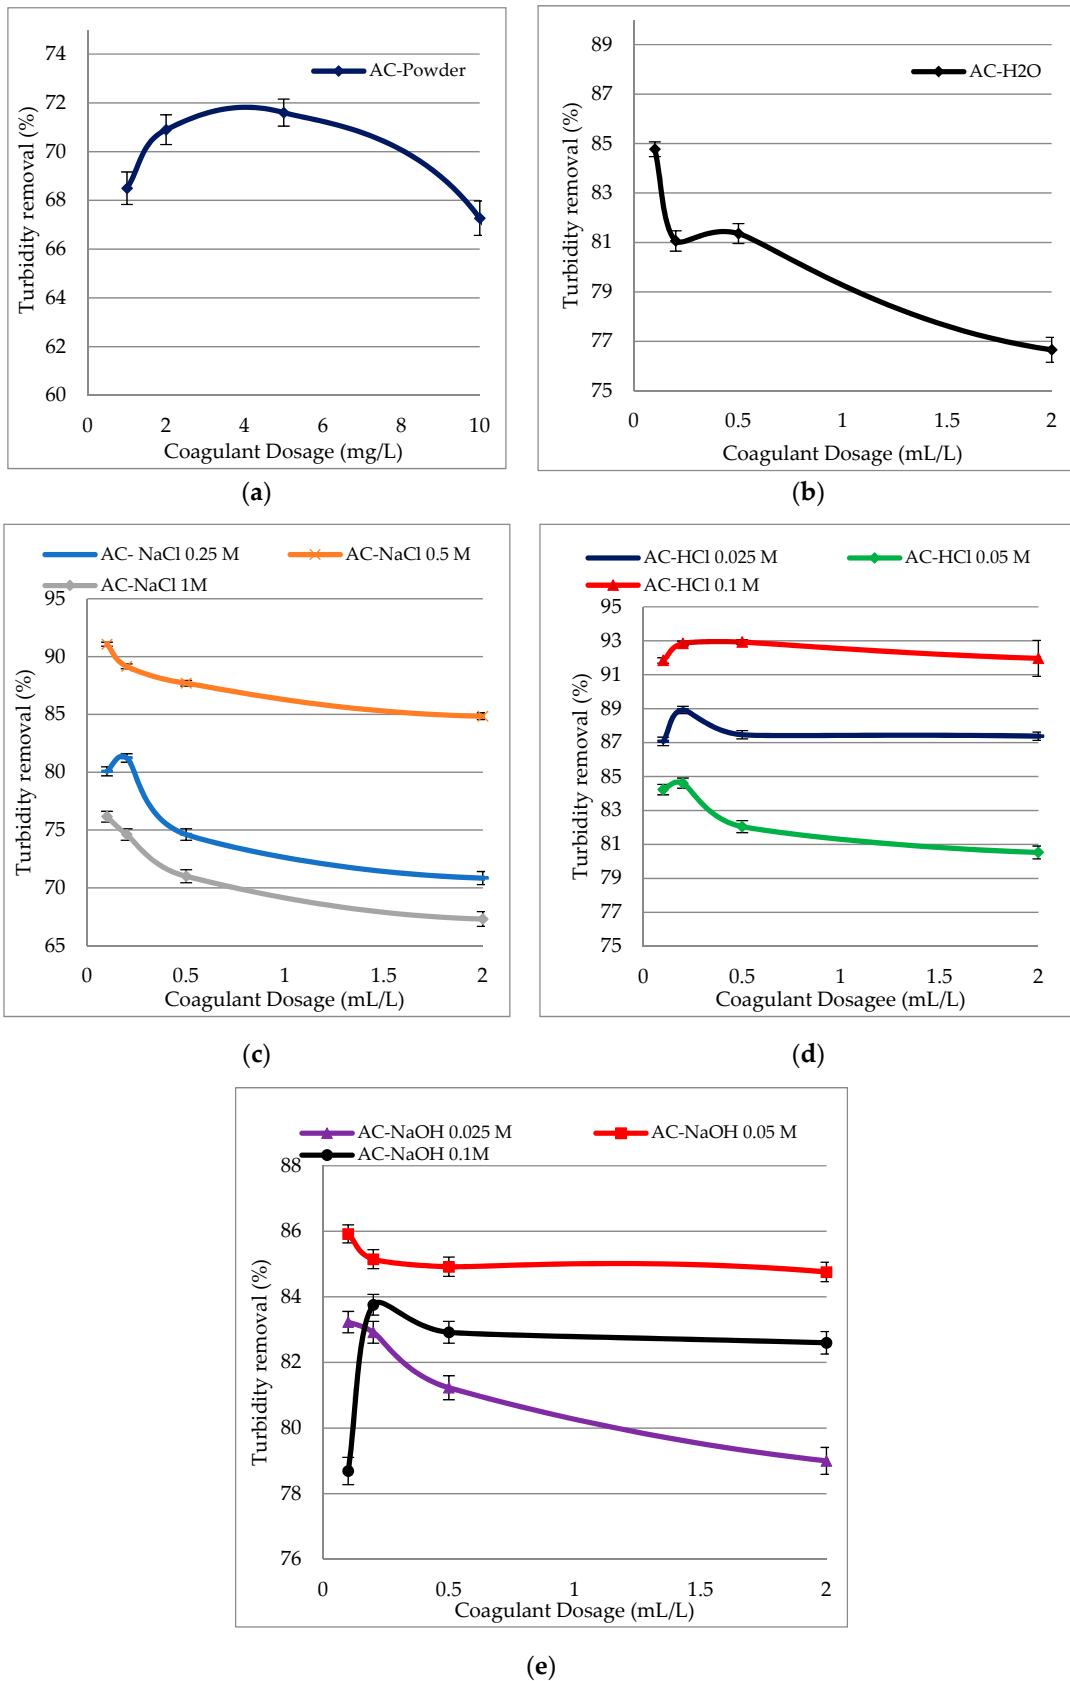 74
72
70
68
66
64
62
60
AC-Powder
Turbidity removal (%)
0 2 4 6 8 10
Coagulant Dosage (mg/L)
(a)
89
87
85
83
81
79
77
75
AC-H2O
Turbidity removal (%)
0 0.5 1 1.5 2
Coagulant Dosage (mL/L)
(b)
AC- NaCl 0.25 M AC-NaCl 0.5 M
AC-NaCl 1M
95
90
85
80
75
70
65
Turbidity removal (%)
0 0.5 1 1.5 2
Coagulant Dosage (mL/L)
(c)
AC-HCl 0.025 M AC-HCl 0.05 M
AC-HCl 0.1 M
95
93
91
89
87
85
83
81
79
77
75
Turbidity removal (%)
0 0.5 1 1.5 2
Coagulant Dosagee (mL/L)
(d)
AC-NaOH 0.025 M AC-NaOH 0.05 M
AC-NaOH 0.1M
88
86
84
82
80
78
76
Turbidity removal (%)
0 0.5 1 1.5 2
Coagulant Dosage (mL/L)
(e)